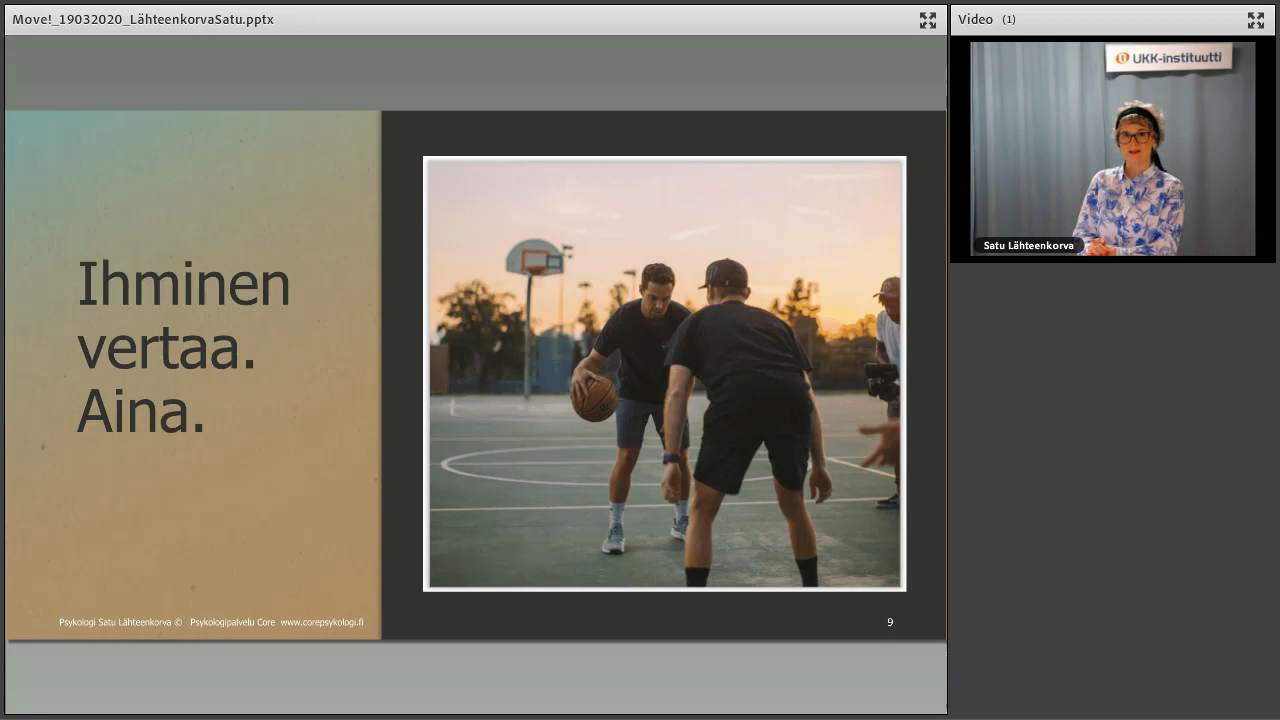 Move!_19032020_LähteenkorvaSatu.pptx
Video (1)
UKK-instituutti
Satu Lähteenkorva
Ihminen
vertaa.
Aina.
Psykologi Satu Lähteenkorva © Psykologipalvelu Core www.corepsykologi.fi
9